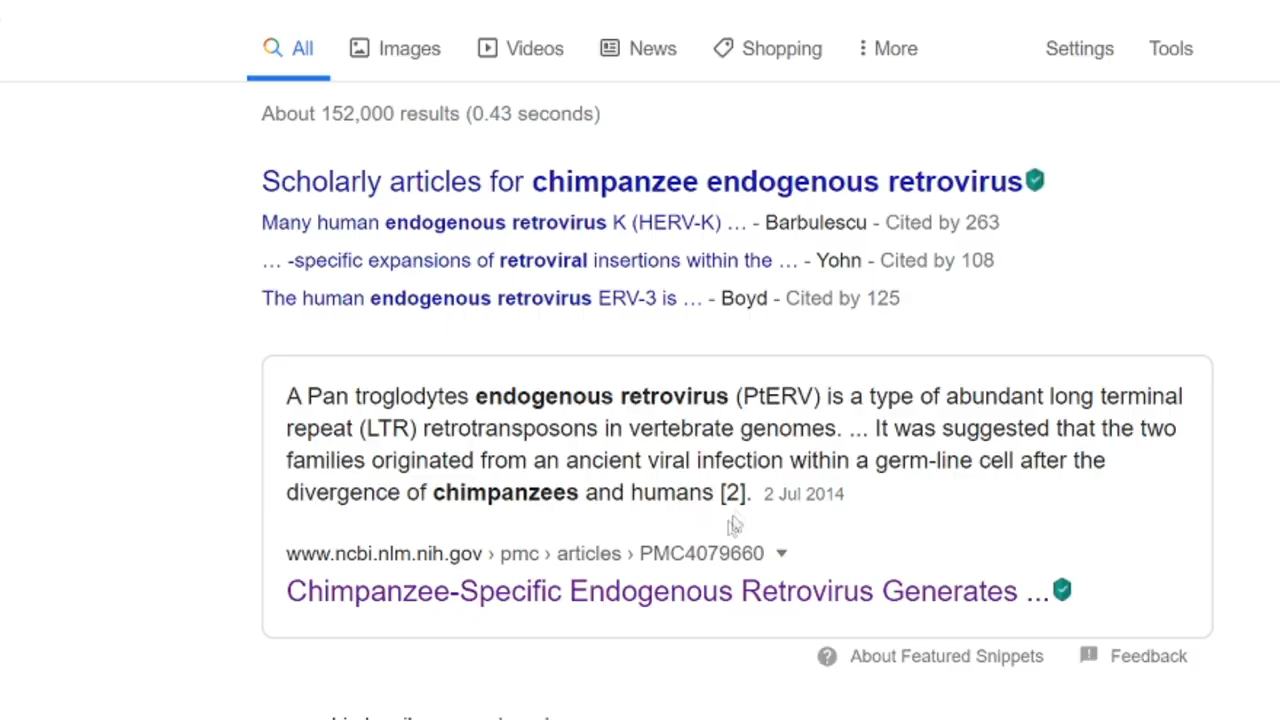 All Images Videos News Shopping More Settings Tools
About 152,000 results (0.43 seconds)
Scholarly articles for chimpanzee endogenous retrovirus
Many human endogenous retrovirus K (HERV-K) … - Barbulescu - Cited by 263
… -specific expansions of retroviral insertions within the … - Yohn - Cited by 108
The human endogenous retrovirus ERV-3 is … - Boyd - Cited by 125
A Pan troglodytes endogenous retrovirus (PtERV) is a type of abundant long terminal
repeat (LTR) retrotransposons in vertebrate genomes. ... It was suggested that the two
families originated from an ancient viral infection within a germ-line cell after the
divergence of chimpanzees and humans [2]. 2 Jul 2014
www.ncbi.nlm.nih.gov › pmc › articles › PMC4079660
Chimpanzee-Specific Endogenous Retrovirus Generates ...
About Featured Snippets Feedback